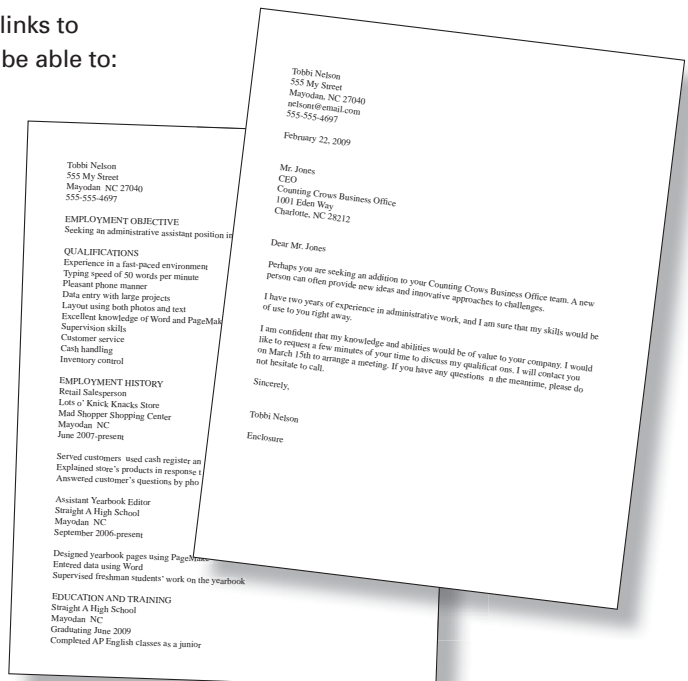 links to
be able to:
Tobbi Nelson
555 My Street
Mayodan, NC 27040
nelsont@email.com
555-555-4697
February 22, 2009
Mr. Jones
CEO
Counting Crows Business Office
1001 Eden Way
Charlotte, NC 28212
Dear Mr. Jones
Perhaps you are seeking an addition to your Counting Crows Business Office team. A new
person can often provide new ideas and innovative approaches to challenges.
I have two years of experience in administrative work, and I am sure that my skills would be
of use to you right away.
I am confident that my knowledge and abilities would be of value to your company. I would
like to request a few minutes of your time to discuss my qualificat ons. I will contact you
on March 15th to arrange a meeting. If you have any questions n the meantime, please do
not hesitate to call.
Sincerely,
Tobbi Nelson
Enclosure
Tobbi Nelson
555 My Street
Mayodan NC 27040
555-555-4697
EMPLOYMENT OBJECTIVE
Seeking an administrative assistant position in
QUALIFICATIONS
Experience in a fast-paced environment
Typing speed of 50 words per minute
Pleasant phone manner
Data entry with large projects
Layout using both photos and text
Excellent knowledge of Word and PageMak
Supervision skills
Customer service
Cash handling
Inventory control
EMPLOYMENT HISTORY
Retail Salesperson
Lots o' Knick Knacks Store
Mad Shopper Shopping Center
Mayodan NC
June 2007-present
Served customers used cash register an
Explained store's products in response t
Answered customer's questions by pho
Assistant Yearbook Editor
Straight A High School
Mayodan NC
September 2006-present
Designed yearbook pages using PageMake
Entered data using Word
Supervised freshman students' work on the yearbook
EDUCATION AND TRAINING
Straight A High School
Mayodan NC
Graduating June 2009
Completed AP English classes as a junior